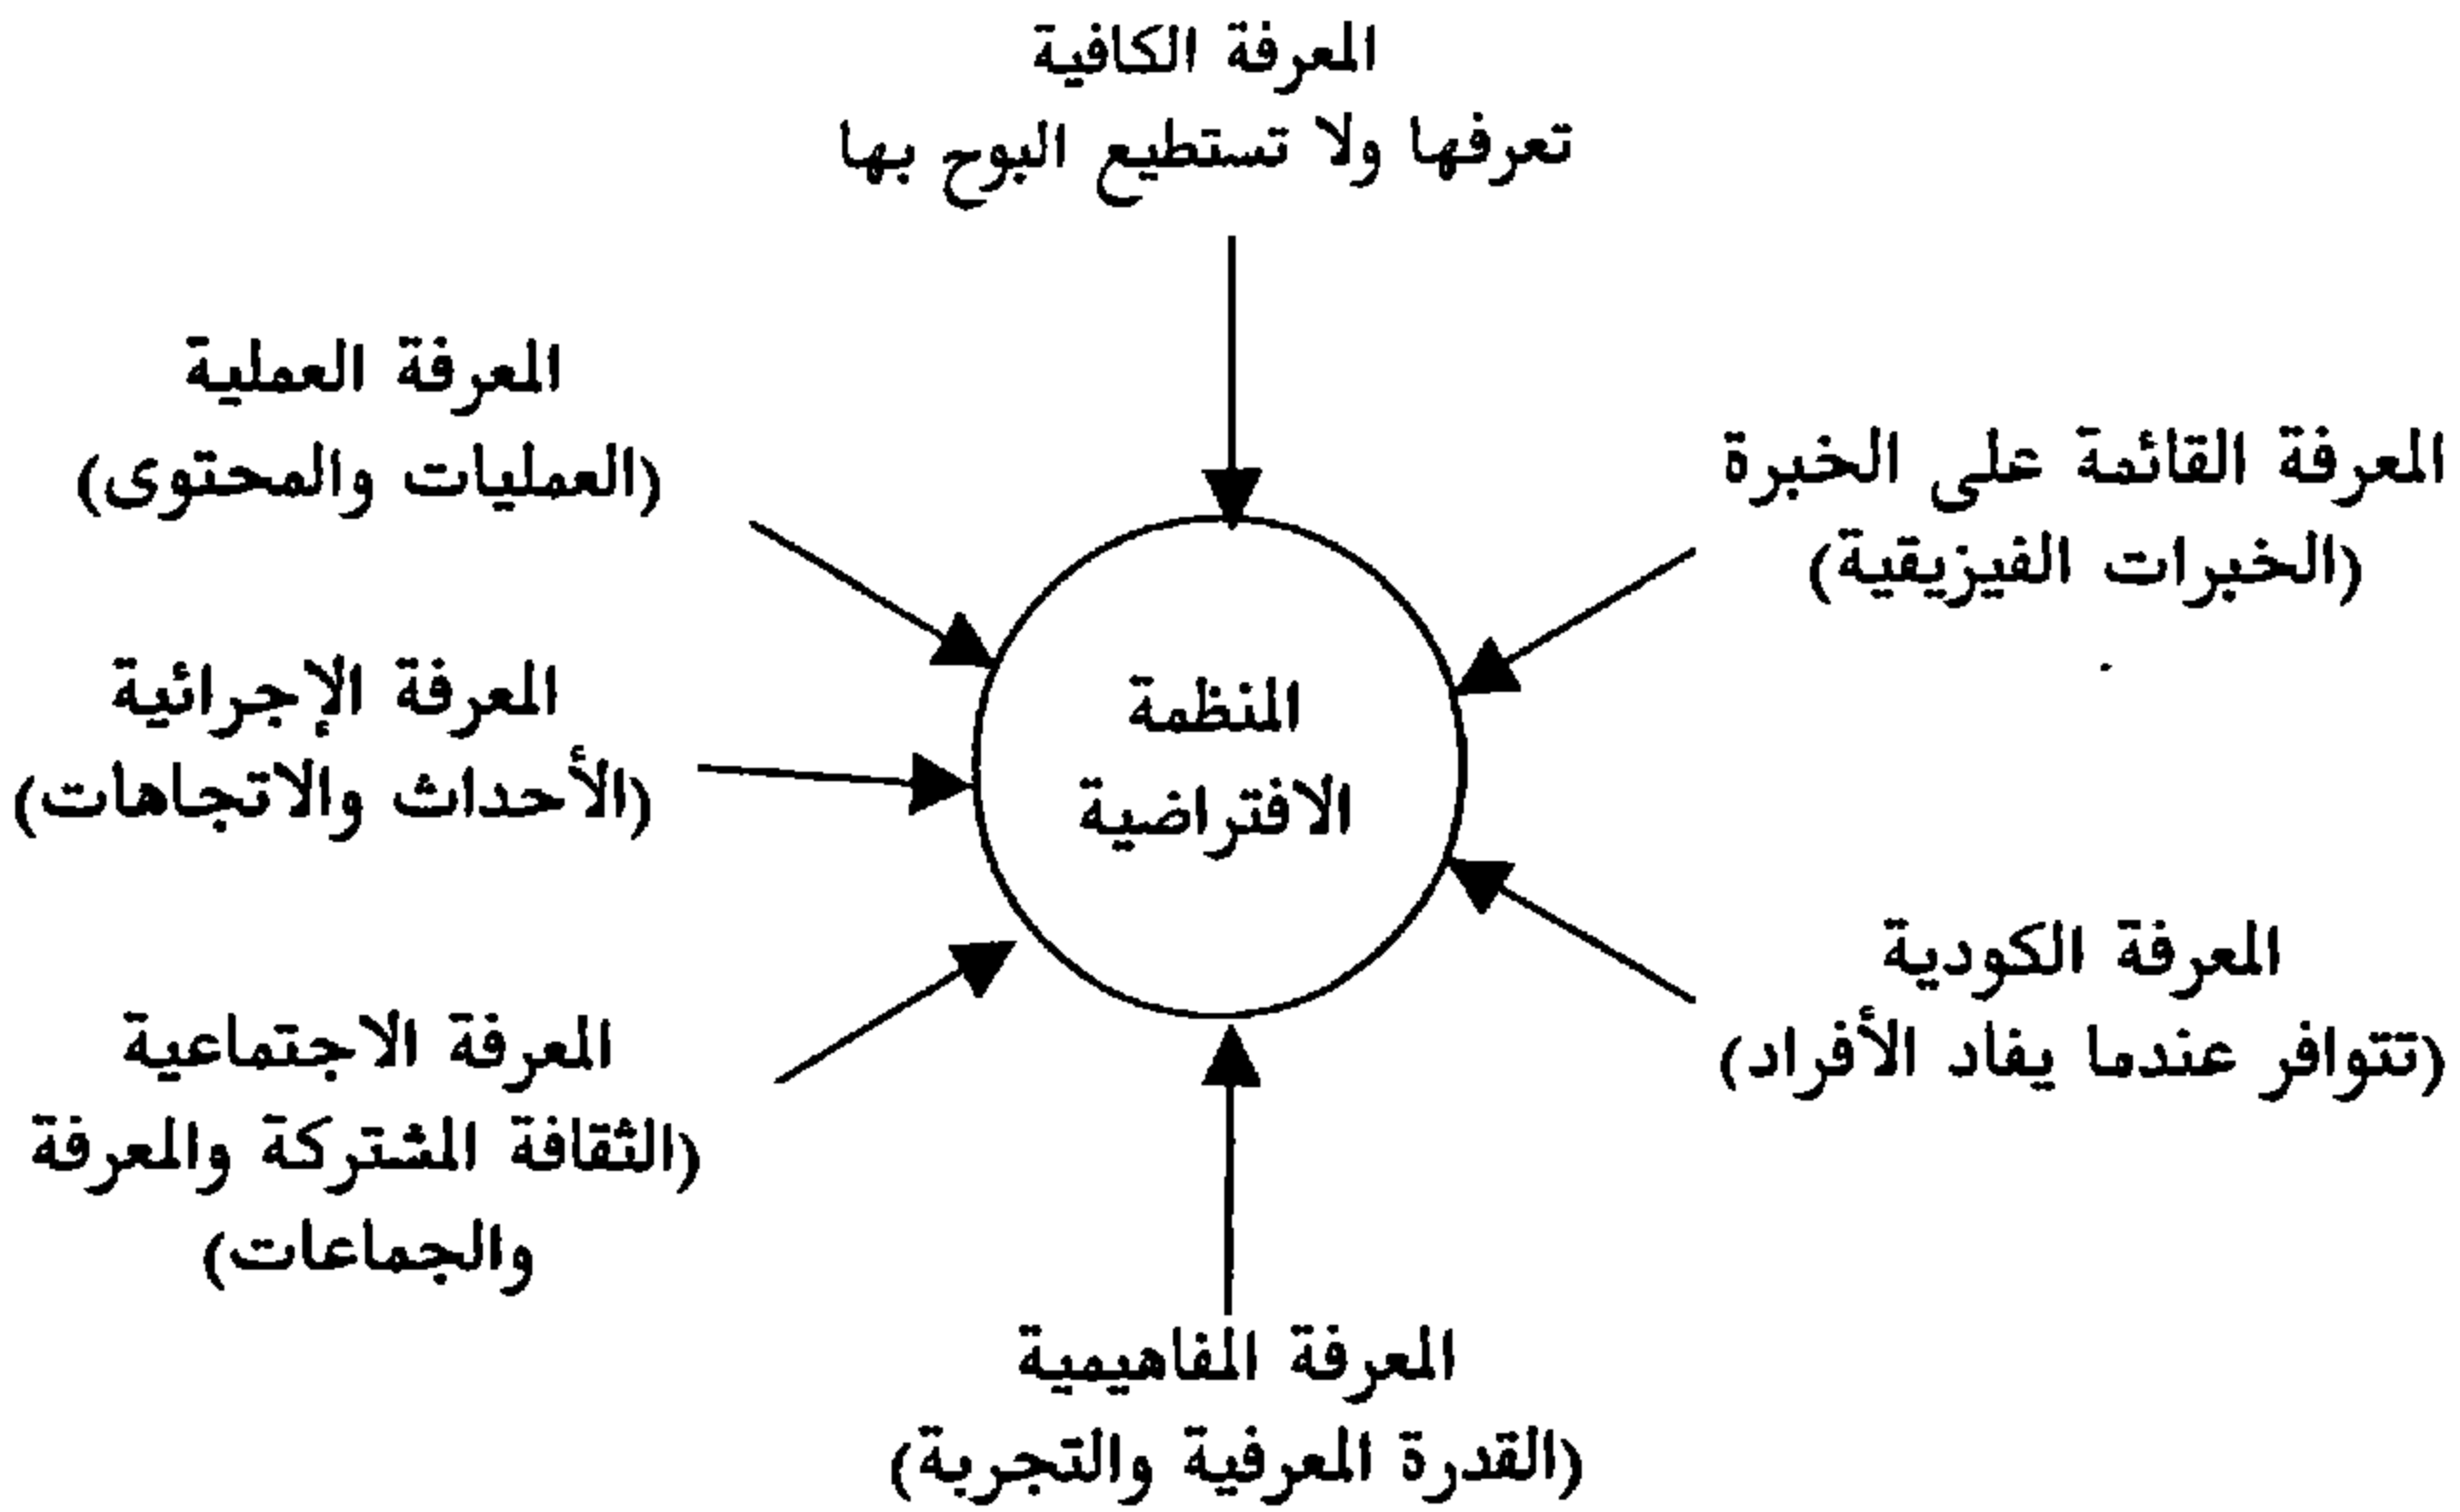 المعرفة الكافية
تعرفها ولا تستطيع البوح بها
المعرفة القائمة على الخبرة
(الخبرات الفيزيقية)
المعرفة العملية
(العمليات والمحتوى)
المنظمة
الافتراضية
المعرفة الإجرائية
(الأحداث والاتجاهات)
المعرفة الكودية
(تتوافر عندما يفاد الأفراد)
المعرفة الاجتماعية
(الثقافة المشتركة والمعرفة
والجماعات)
المعرفة المفاهيمية
(القدرة المعرفية والتجربة)